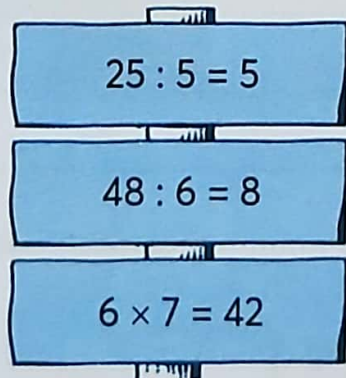 25 : 5 = 5
48 : 6 = 8
6 × 7 = 42